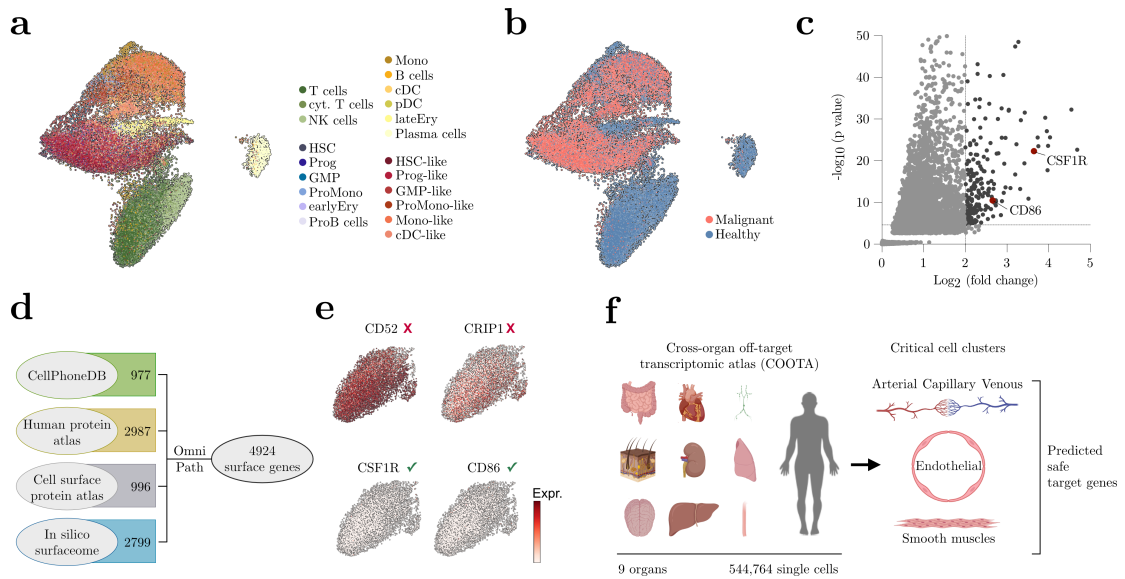 a
T cells
cyt. T cells
NK cells
HSC
Prog
GMP
ProMono
earlyEry
ProB cells
Mono
B cells
cDC
pDC
lateEry
Plasma cells
HSC-like
Prog-like
GMP-like
ProMono-like
Mono-like
cDC-like
b
Malignant
Healthy
c
50
40
30
20
10
0
-log10 (p value)
CSF1R
CD86
0 1 2 3 4 5
Log2 (fold change)
d
CellPhoneDB 977
Human protein
atlas
2987
Cell surface
protein atlas
996
In silico
surfaceome
2799
Omni
Path
4924
surface genes
e
CD52 X
CRIP1 X
CSF1R ✓
CD86 ✓
Expr.
f
Cross-organ off-target
transcriptomic atlas (COOTA)
9 organs
544,764 single cells
Critical cell clusters
Arterial Capillary Venous
Endothelial
Smooth muscles
Predicted
safe
target genes